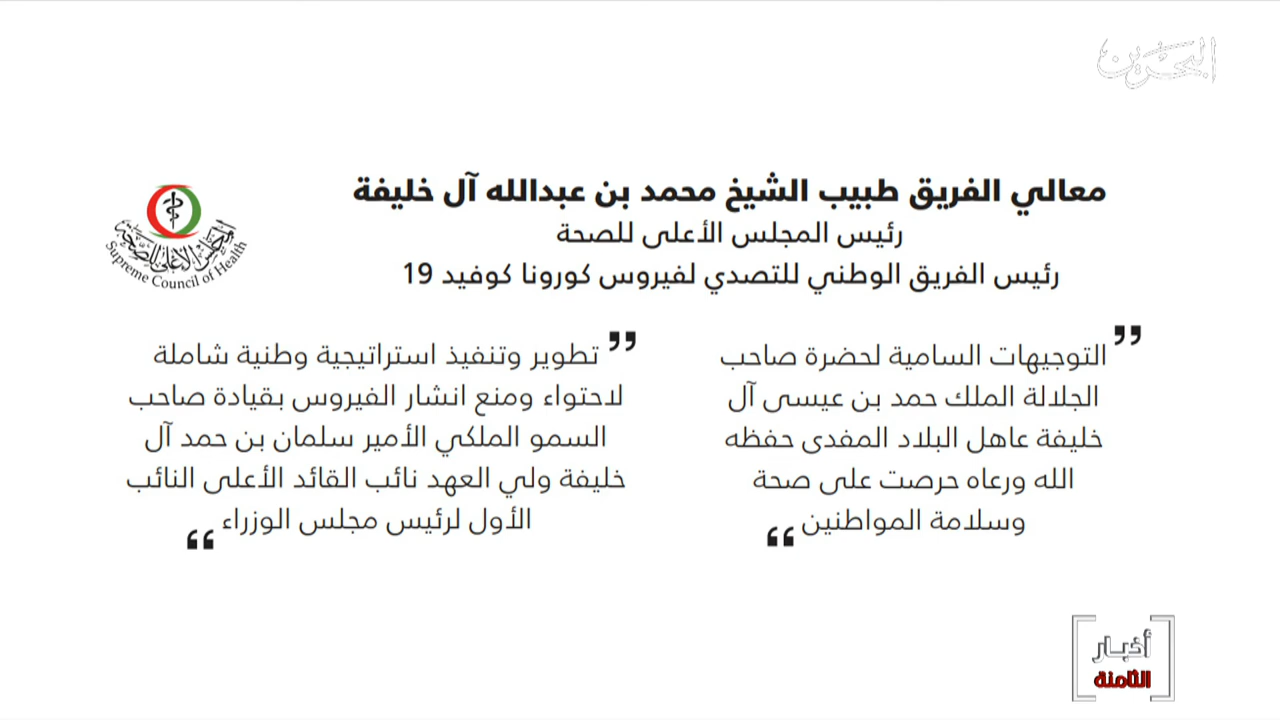 البحرين
معالي الفريق طبيب الشيخ محمد بن عبدالله آل خليفة
رئيس المجلس الأعلى للصحة
رئيس الفريق الوطني للتصدي لفيروس كورونا كوفيد 19
المجلس الأعلى للصحة
Supreme Council of Health
”التوجيهات السامية لحضرة صاحب
الجلالة الملك حمد بن عيسى آل
خليفة عاهل البلاد المفدى حفظه
الله ورعاه حرصت على صحة
وسلامة المواطنين“
”تطوير وتنفيذ استراتيجية وطنية شاملة
لاحتواء ومنع انشار الفيروس بقيادة صاحب
السمو الملكي الأمير سلمان بن حمد آل
خليفة ولي العهد نائب القائد الأعلى النائب
الأول لرئيس مجلس الوزراء“
أخبار
الثامنة